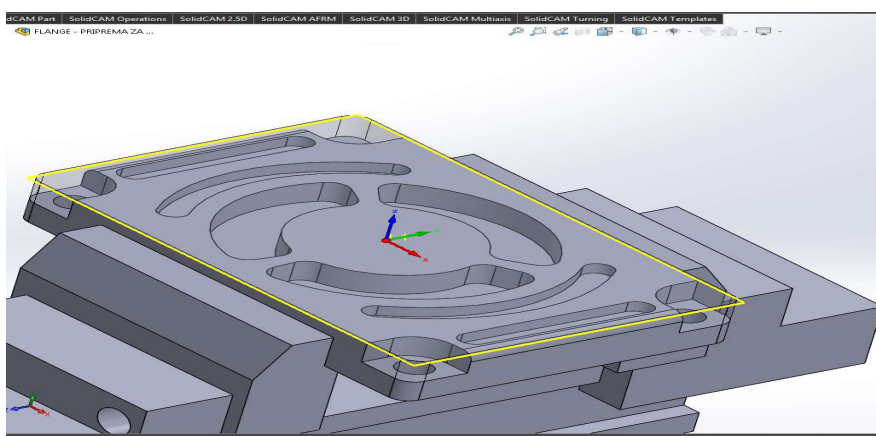 dCAM Part SolidCAM Operations SolidCAM 2.5D SolidCAM AFRM SolidCAM 3D SolidCAM Multiaxis SolidCAM Turning SolidCAM Templates
FLANGE - PRIPREMA ZA ...